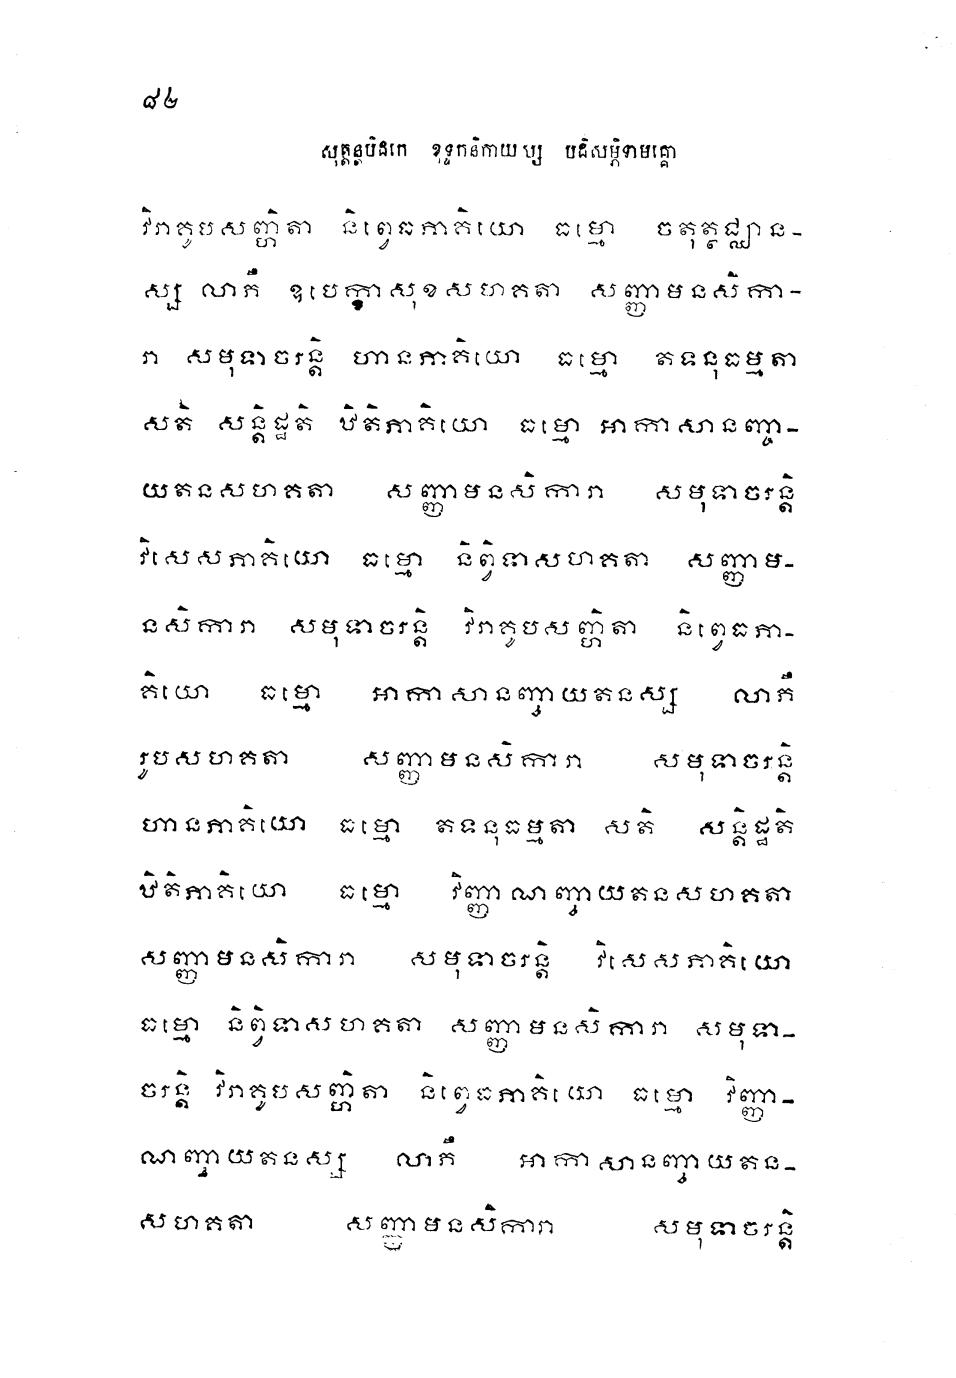 ៨៤
សុត្តន្តបិដកេ ខុទ្ទកនិកាយស្ស បដិសម្ភិទាមគ្គោ
វិរាគូបសញ្ហិតា និព្វេធភាគិយោ ធម្មោ ចតុត្ថជ្ឈាន-
ស្ស លាភឹ ឧបេក្ខាសុខសហគតា សញ្ញាមនសិកា-
រា សមុទាចរន្តិ ហានភាគិយោ ធម្មោ តទនុធម្មតា
សតិ សន្តិដ្ឋតិ ឋិតិភាគិយោ ធម្មោ អាកាសានញ្ចា-
យតនសហគតា សញ្ញាមនសិការា សមុទាចរន្តិ
វិសេសភាគិយោ ធម្មោ និព្វិទាសហគតា សញ្ញាម-
នសិការា សមុទាចរន្តិ វិរាគូបសញ្ហិតា និព្វេធភា-
គិយោ ធម្មោ អាកាសានញ្ចាយតនស្ស លាភឹ
រូបសហគតា សញ្ញាមនសិការា សមុទាចរន្តិ
ហានភាគិយោ ធម្មោ តទនុធម្មតា សតិ សន្តិដ្ឋតិ
ឋិតិភាគិយោ ធម្មោ វិញ្ញាណញ្ចាយតនសហគតា
សញ្ញាមនសិការា សមុទាចរន្តិ វិសេសភាគិយោ
ធម្មោ និព្វិទាសហគតា សញ្ញាមនសិការា សមុទា-
ចរន្តិ វិរាគូបសញ្ហិតា និព្វេធភាគិយោ ធម្មោ វិញ្ញា-
ណញ្ចាយតនស្ស លាភឹ អាកាសានញ្ចាយតន-
សហគតា សញ្ញាមនសិការា សមុទាចរន្តិ